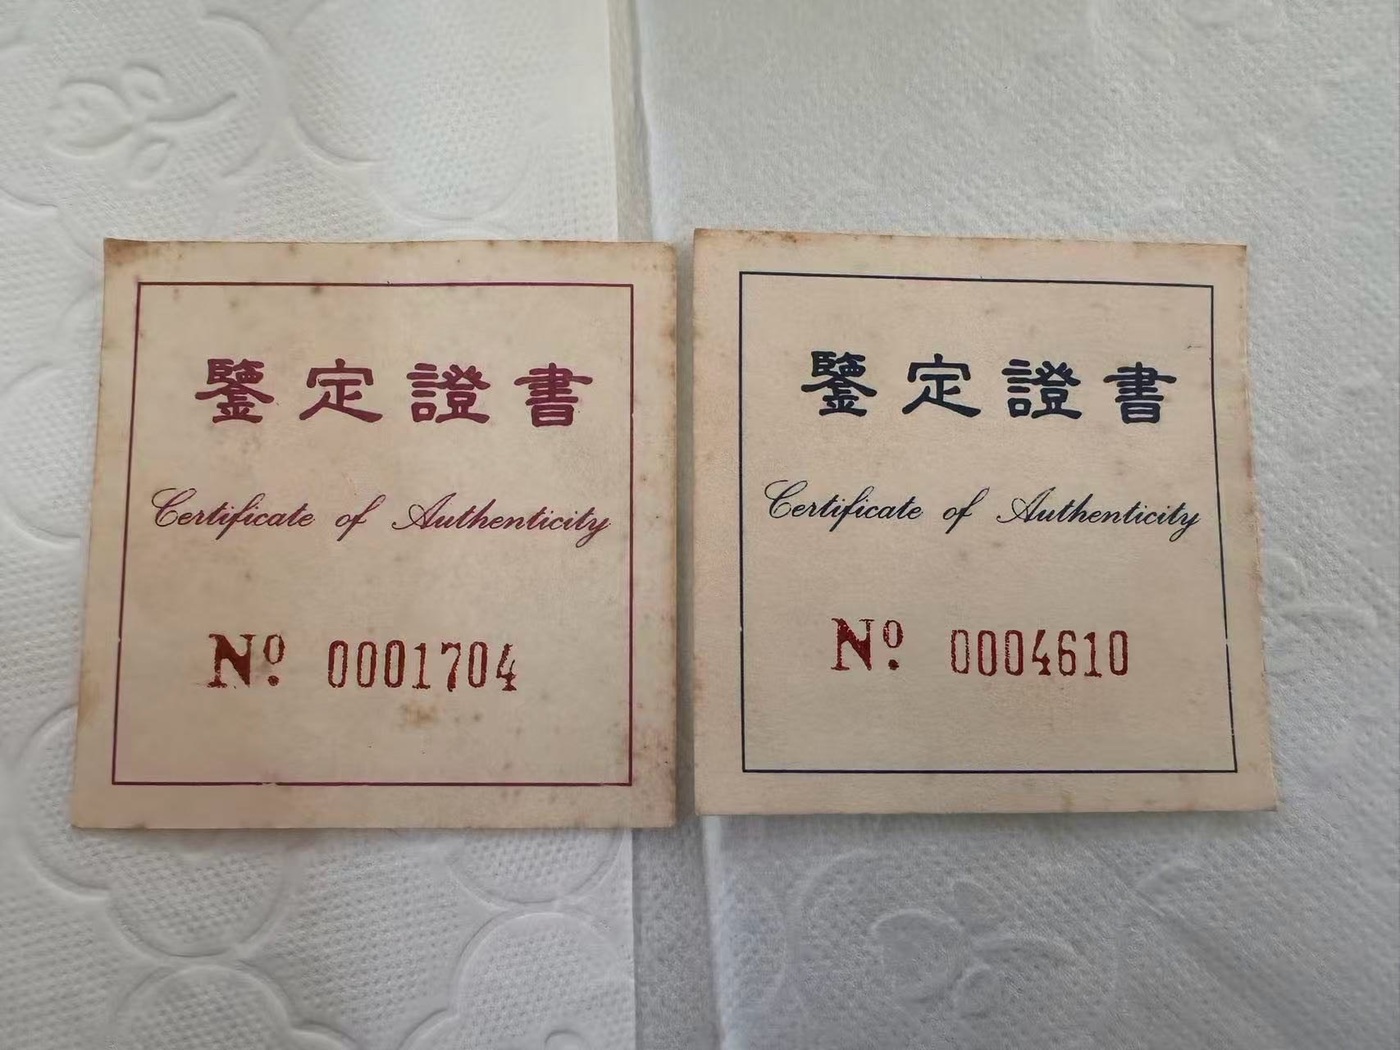 鑒定證書
Certificate of Authenticity
Nº 0001704
鑒定證書
Certificate of Authenticity
Nº 0004610